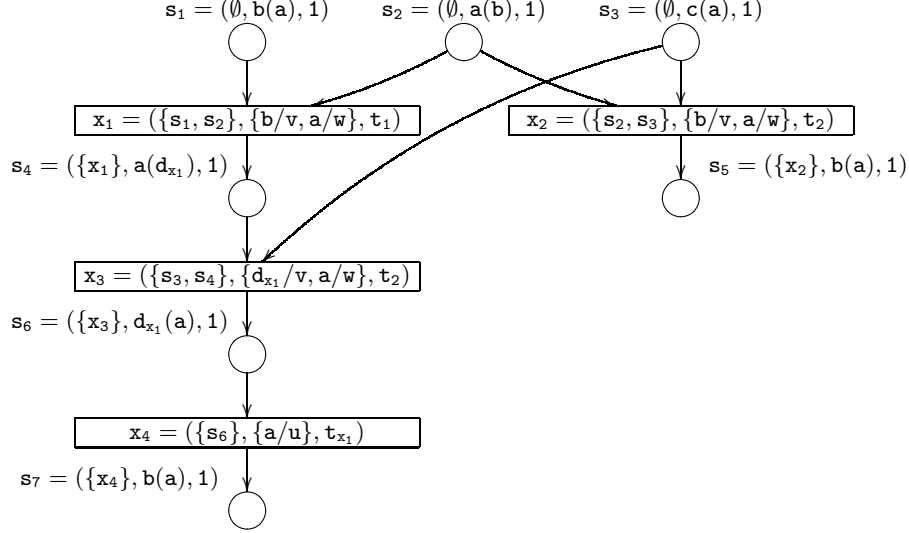 s₁ = (∅, b(a), 1)
s₂ = (∅, a(b), 1)
s₃ = (∅, c(a), 1)
x₁ = ({s₁, s₂}, {b/v, a/w}, t₁)
x₂ = ({s₂, s₃}, {b/v, a/w}, t₂)
s₄ = ({x₁}, a(dₓ₁), 1)
s₅ = ({x₂}, b(a), 1)
x₃ = ({s₃, s₄}, {dₓ₁/v, a/w}, t₂)
s₆ = ({x₃}, dₓ₁(a), 1)
x₄ = ({s₆}, {a/u}, tₓ₁)
s₇ = ({x₄}, b(a), 1)